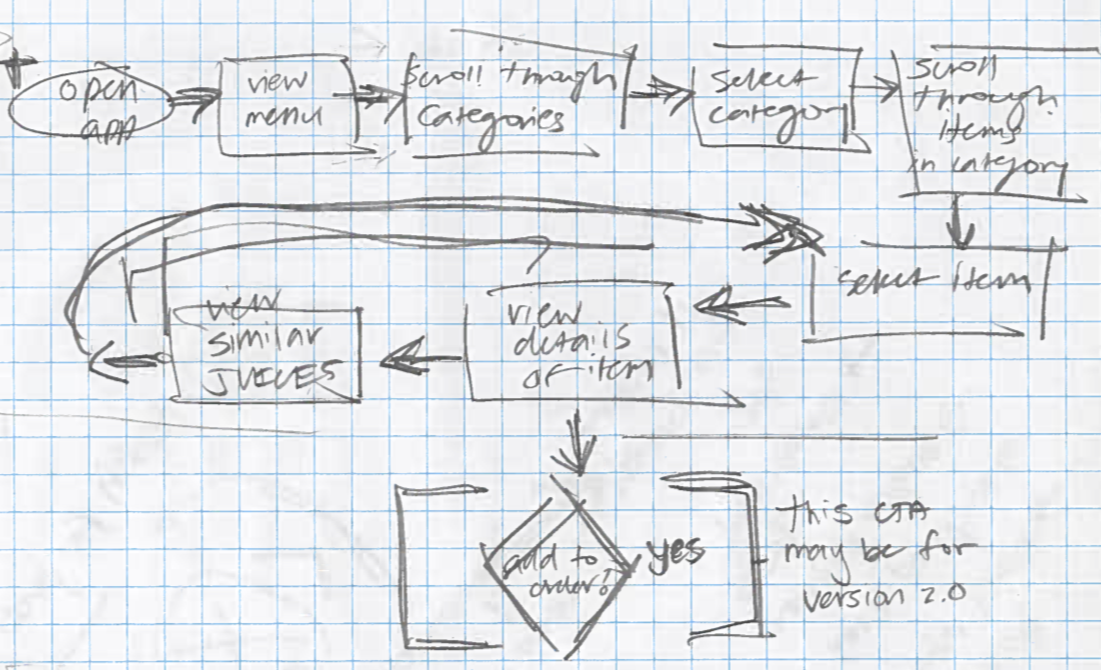 open
app
view
menu
Scroll through
categories
Select
category
Scroll
through
items
in category
select item
view
details
of item
view
similar
JUICES
add to
order?
yes
this CTA
may be for
version 2.0